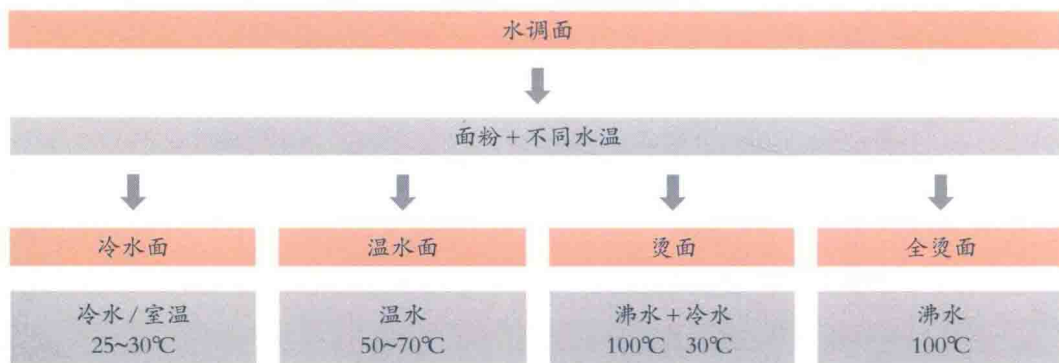 水调面
面粉+不同水温
冷水面
温水面
烫面
全烫面
冷水/室温
25~30℃
温水
50~70℃
沸水+冷水
100℃ 30℃
沸水
100℃